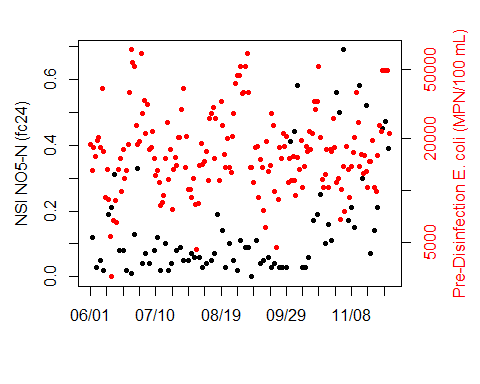 NSI NO5-N (fc24)
0.6
0.4
0.2
0.0
50000
20000
5000
Pre-Disinfection E. coli (MPN/100 mL)
06/01 07/10 08/19 09/29 11/08